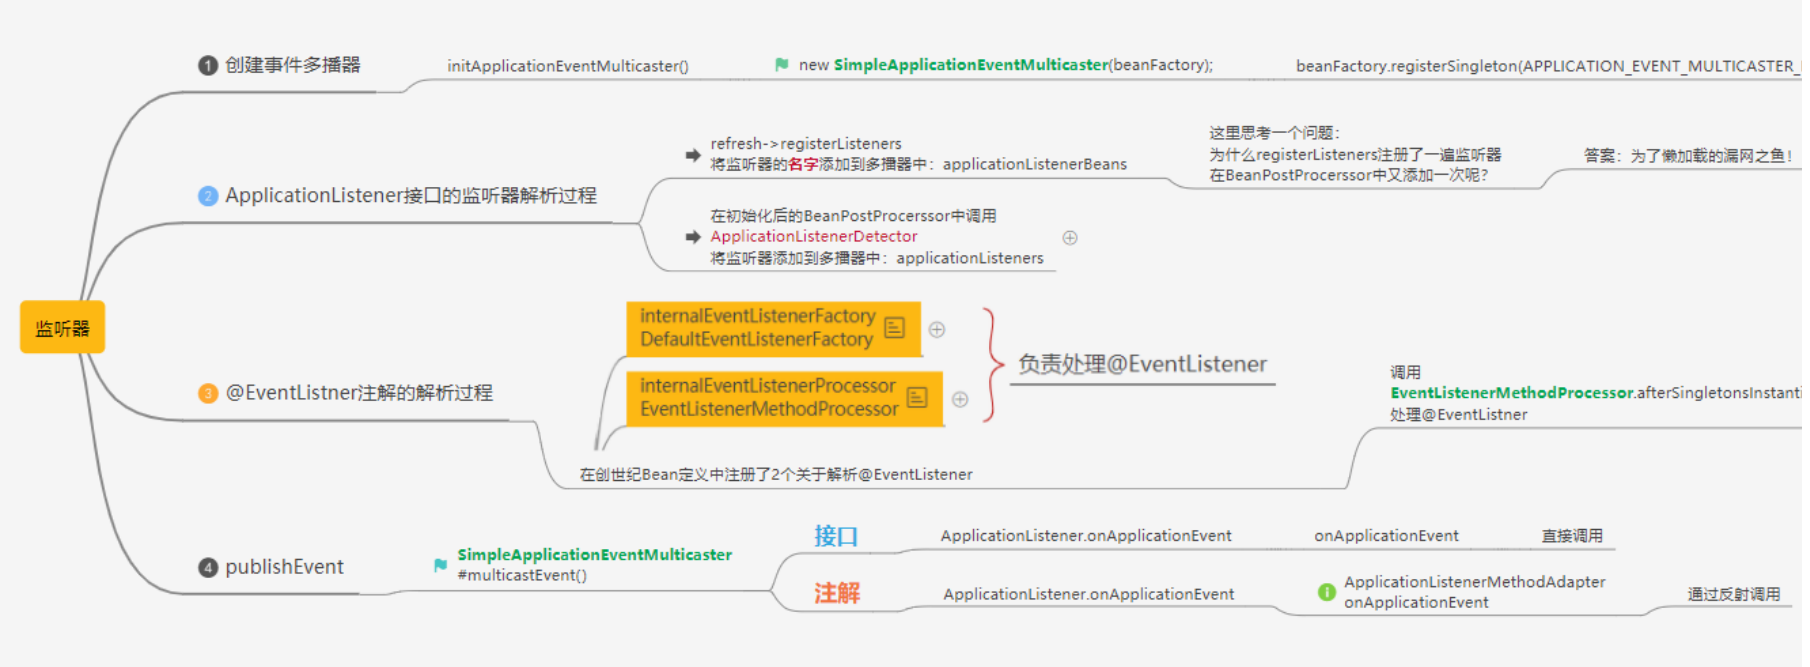 监听器
1 创建事件多播器
initApplicationEventMulticaster()
new SimpleApplicationEventMulticaster(beanFactory);
beanFactory.registerSingleton(APPLICATION_EVENT_MULTICASTER_
2 ApplicationListener接口的监听器解析过程
refresh->registerListeners
将监听器的名字添加到多播器中：applicationListenerBeans
这里思考一个问题：
为什么registerListeners注册了一遍监听器
在BeanPostProcerssor中又添加一次呢？
答案：为了懒加载的漏网之鱼！
在初始化后的BeanPostProcerssor中调用
ApplicationListenerDetector
将监听器添加到多播器中：applicationListeners
3 @EventListner注解的解析过程
internalEventListenerFactory
DefaultEventListenerFactory
internalEventListenerProcessor
EventListenerMethodProcessor
负责处理@EventListener
在创世纪Bean定义中注册了2个关于解析@EventListener
调用
EventListenerMethodProcessor.afterSingletonsInstanti
处理@EventListner
4 publishEvent
SimpleApplicationEventMulticaster
#multicastEvent()
接口
ApplicationListener.onApplicationEvent
onApplicationEvent
直接调用
注解
ApplicationListener.onApplicationEvent
ApplicationListenerMethodAdapter
onApplicationEvent
通过反射调用